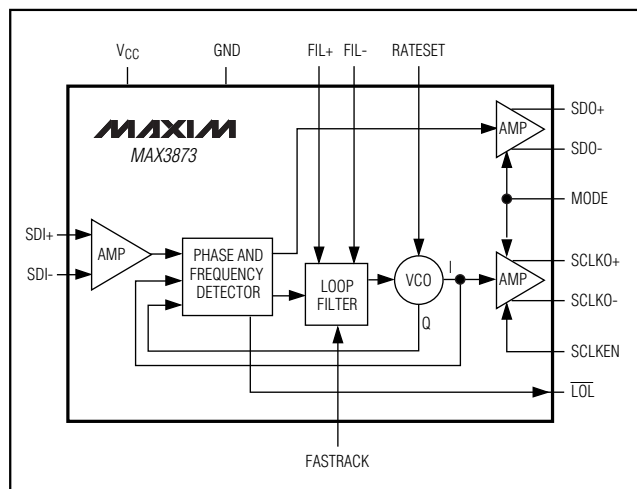 FIL+ FIL- RATESET
VCC GND
MAXIM
MAX3873
AMP
SDO+
SDO-
MODE
SDI+
SDI-
AMP
PHASE AND
FREQUENCY
DETECTOR
LOOP
FILTER
VCO
I
Q
AMP
SCLKO+
SCLKO-
SCLKEN
LOL
FASTRACK